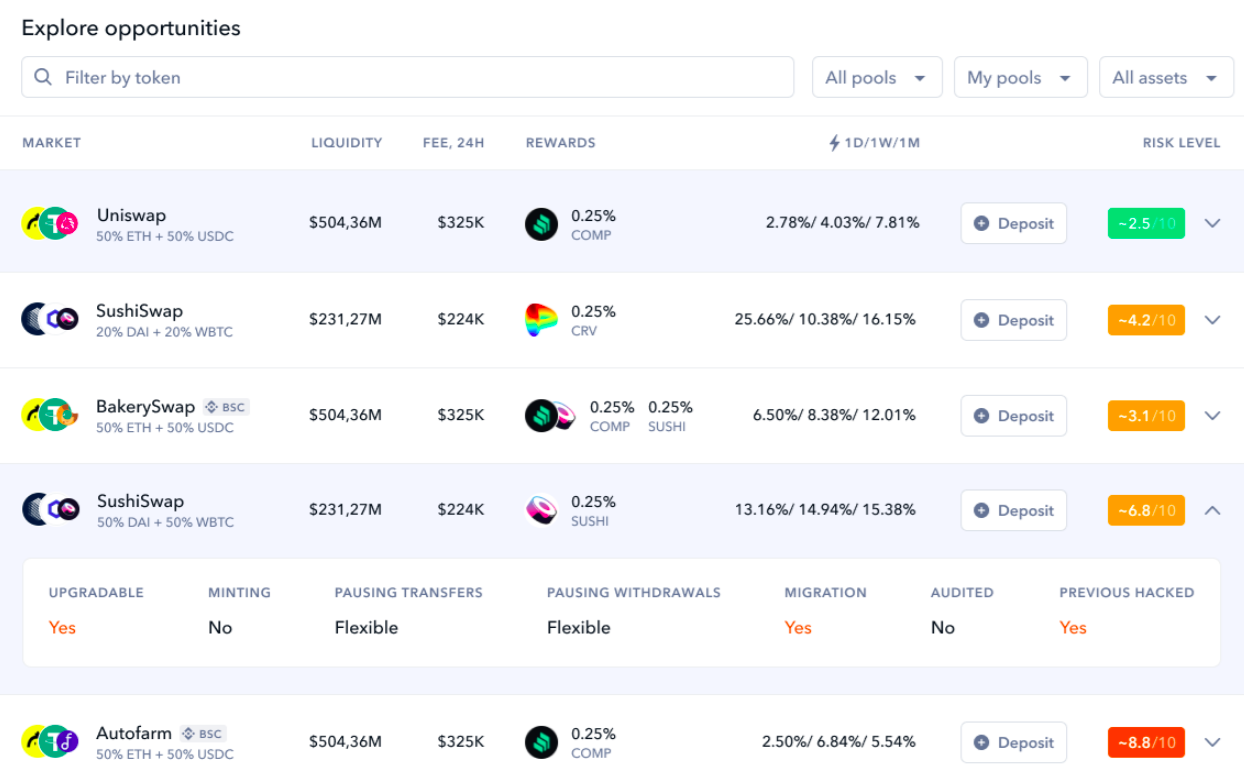 Explore opportunities
Filter by token
All pools
My pools
All assets
MARKET LIQUIDITY FEE, 24H REWARDS 1D/1W/1M RISK LEVEL
Uniswap
50% ETH + 50% USDC
$504,36M $325K
0.25%
COMP
2.78%/ 4.03%/ 7.81%
Deposit
~2.5/10
SushiSwap
20% DAI + 20% WBTC
$231,27M $224K
0.25%
CRV
25.66%/ 10.38%/ 16.15%
Deposit
~4.2/10
BakerySwap BSC
50% ETH + 50% USDC
$504,36M $325K
0.25% 0.25%
COMP SUSHI
6.50%/ 8.38%/ 12.01%
Deposit
~3.1/10
SushiSwap
50% DAI + 50% WBTC
$231,27M $224K
0.25%
SUSHI
13.16%/ 14.94%/ 15.38%
Deposit
~6.8/10
UPGRADABLE MINTING PAUSING TRANSFERS PAUSING WITHDRAWALS MIGRATION AUDITED PREVIOUS HACKED
Yes No Flexible Flexible Yes No Yes
Autofarm BSC
50% ETH + 50% USDC
$504,36M $325K
0.25%
COMP
2.50%/ 6.84%/ 5.54%
Deposit
~8.8/10